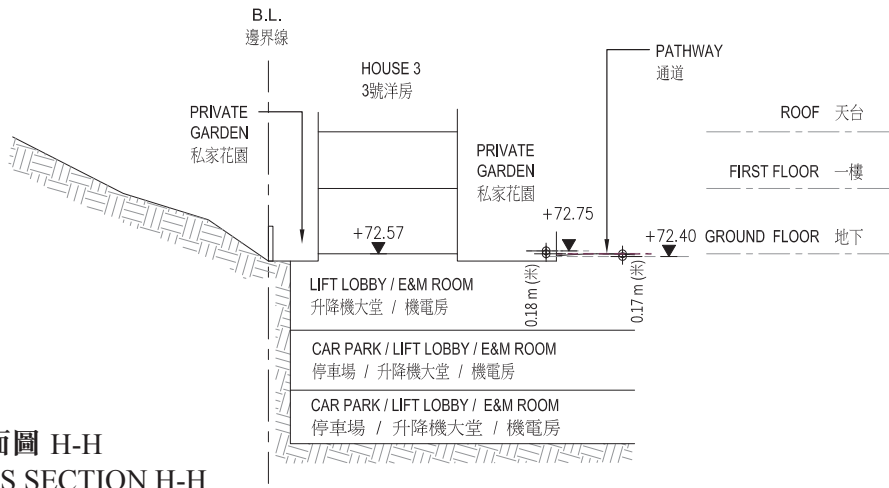 B.L.
邊界線
HOUSE 3
3號洋房
PATHWAY
通道
PRIVATE
GARDEN
私家花園
PRIVATE
GARDEN
私家花園
ROOF 天台
FIRST FLOOR 一樓
GROUND FLOOR 地下
+72.57
+72.75
+72.40
0.18 m (米)
0.17 m (米)
LIFT LOBBY / E&M ROOM
升降機大堂 / 機電房
CAR PARK / LIFT LOBBY / E&M ROOM
停車場 / 升降機大堂 / 機電房
CAR PARK / LIFT LOBBY / E&M ROOM
停車場 / 升降機大堂 / 機電房
面圖 H-H
S SECTION H-H